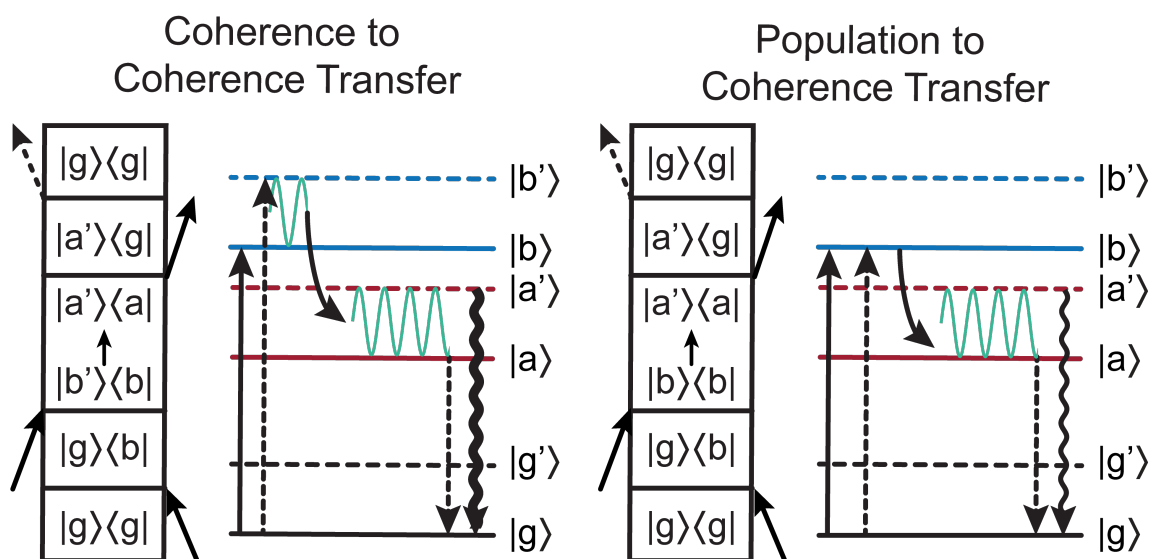 Coherence to
Coherence Transfer
|g⟩⟨g|
|a’⟩⟨g|
|a’⟩⟨a|
|b’⟩⟨b|
|g⟩⟨b|
|g⟩⟨g|
|b’⟩
|b⟩
|a’⟩
|a⟩
|g’⟩
|g⟩
Population to
Coherence Transfer
|g⟩⟨g|
|a’⟩⟨g|
|a’⟩⟨a|
|b⟩⟨b|
|g⟩⟨b|
|g⟩⟨g|
|b’⟩
|b⟩
|a’⟩
|a⟩
|g’⟩
|g⟩